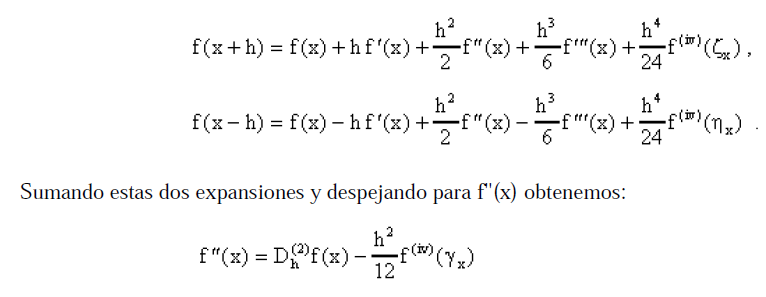 f(x+h) = f(x) + h f'(x) + h²/2 f''(x) + h³/6 f'''(x) + h⁴/24 f⁽ⁱᵛ⁾(ζₓ) ,
f(x−h) = f(x) − h f'(x) + h²/2 f''(x) − h³/6 f'''(x) + h⁴/24 f⁽ⁱᵛ⁾(ηₓ) .
Sumando estas dos expansiones y despejando para f''(x) obtenemos:
f''(x) = Dₕ⁽²⁾f(x) − h²/12 f⁽ⁱᵛ⁾(γₓ)